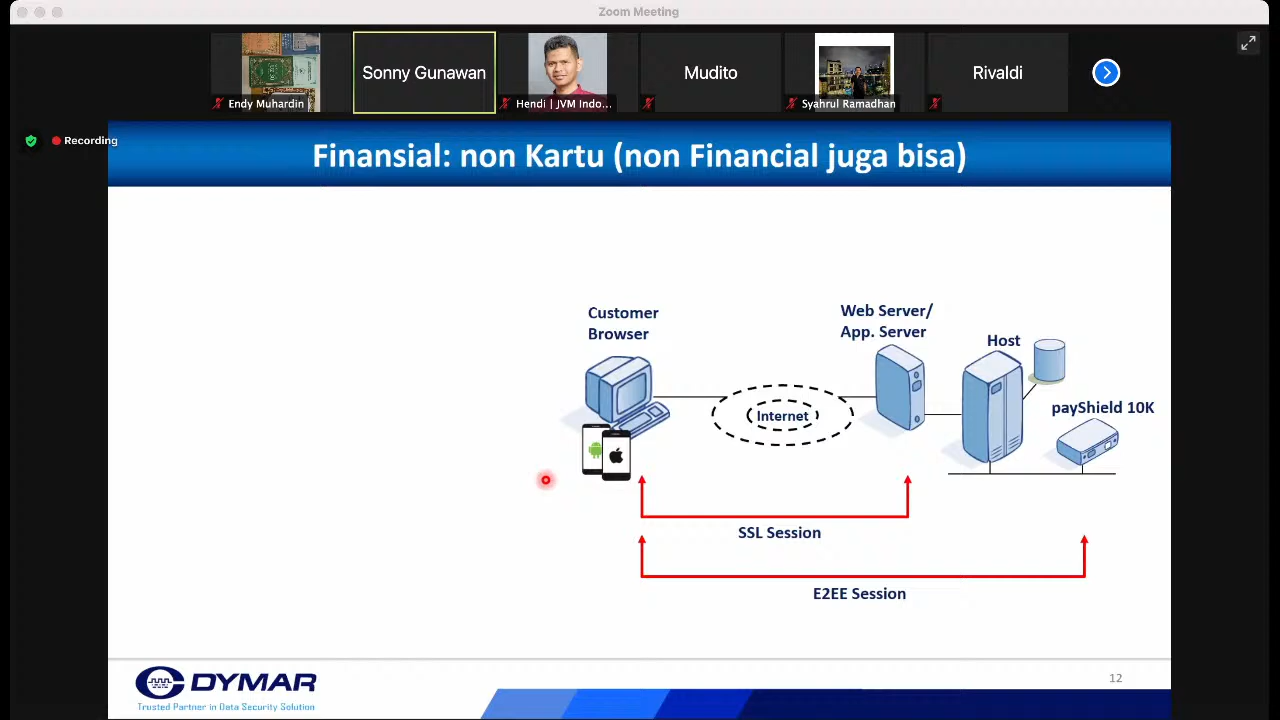 Zoom Meeting
Endy Muhardin
Sonny Gunawan
Hendi | JVM Indo...
Mudito
Syahrul Ramadhan
Rivaldi
Recording
Finansial: non Kartu (non Financial juga bisa)
Customer
Browser
Web Server/
App. Server
Host
payShield 10K
Internet
SSL Session
E2EE Session
DYMAR
Trusted Partner in Data Security Solution
12